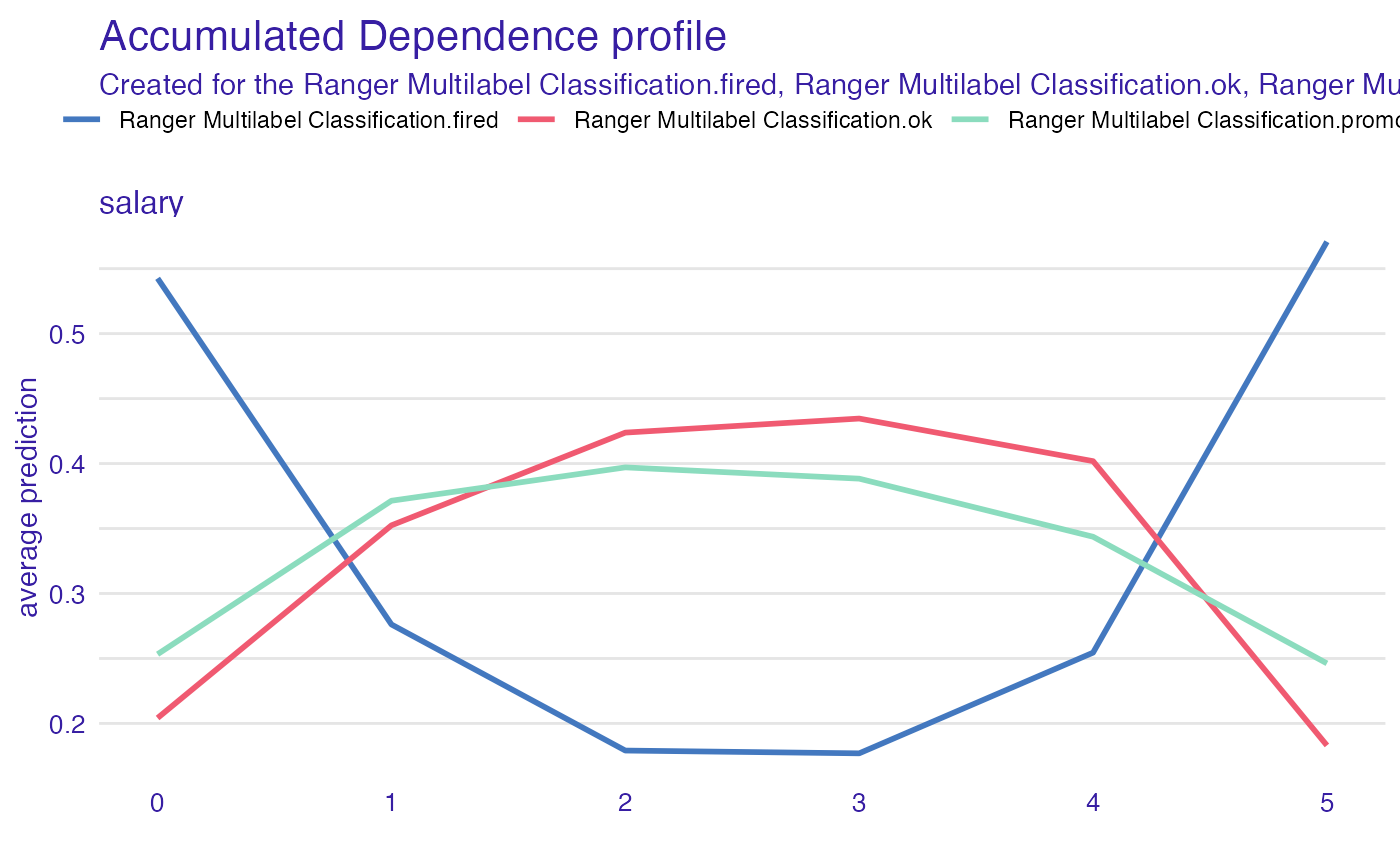 Accumulated Dependence profile
Created for the Ranger Multilabel Classification.fired, Ranger Multilabel Classification.ok, Ranger Mu
Ranger Multilabel Classification.fired Ranger Multilabel Classification.ok Ranger Multilabel Classification.promo
salary
average prediction
0.5
0.4
0.3
0.2
0 1 2 3 4 5